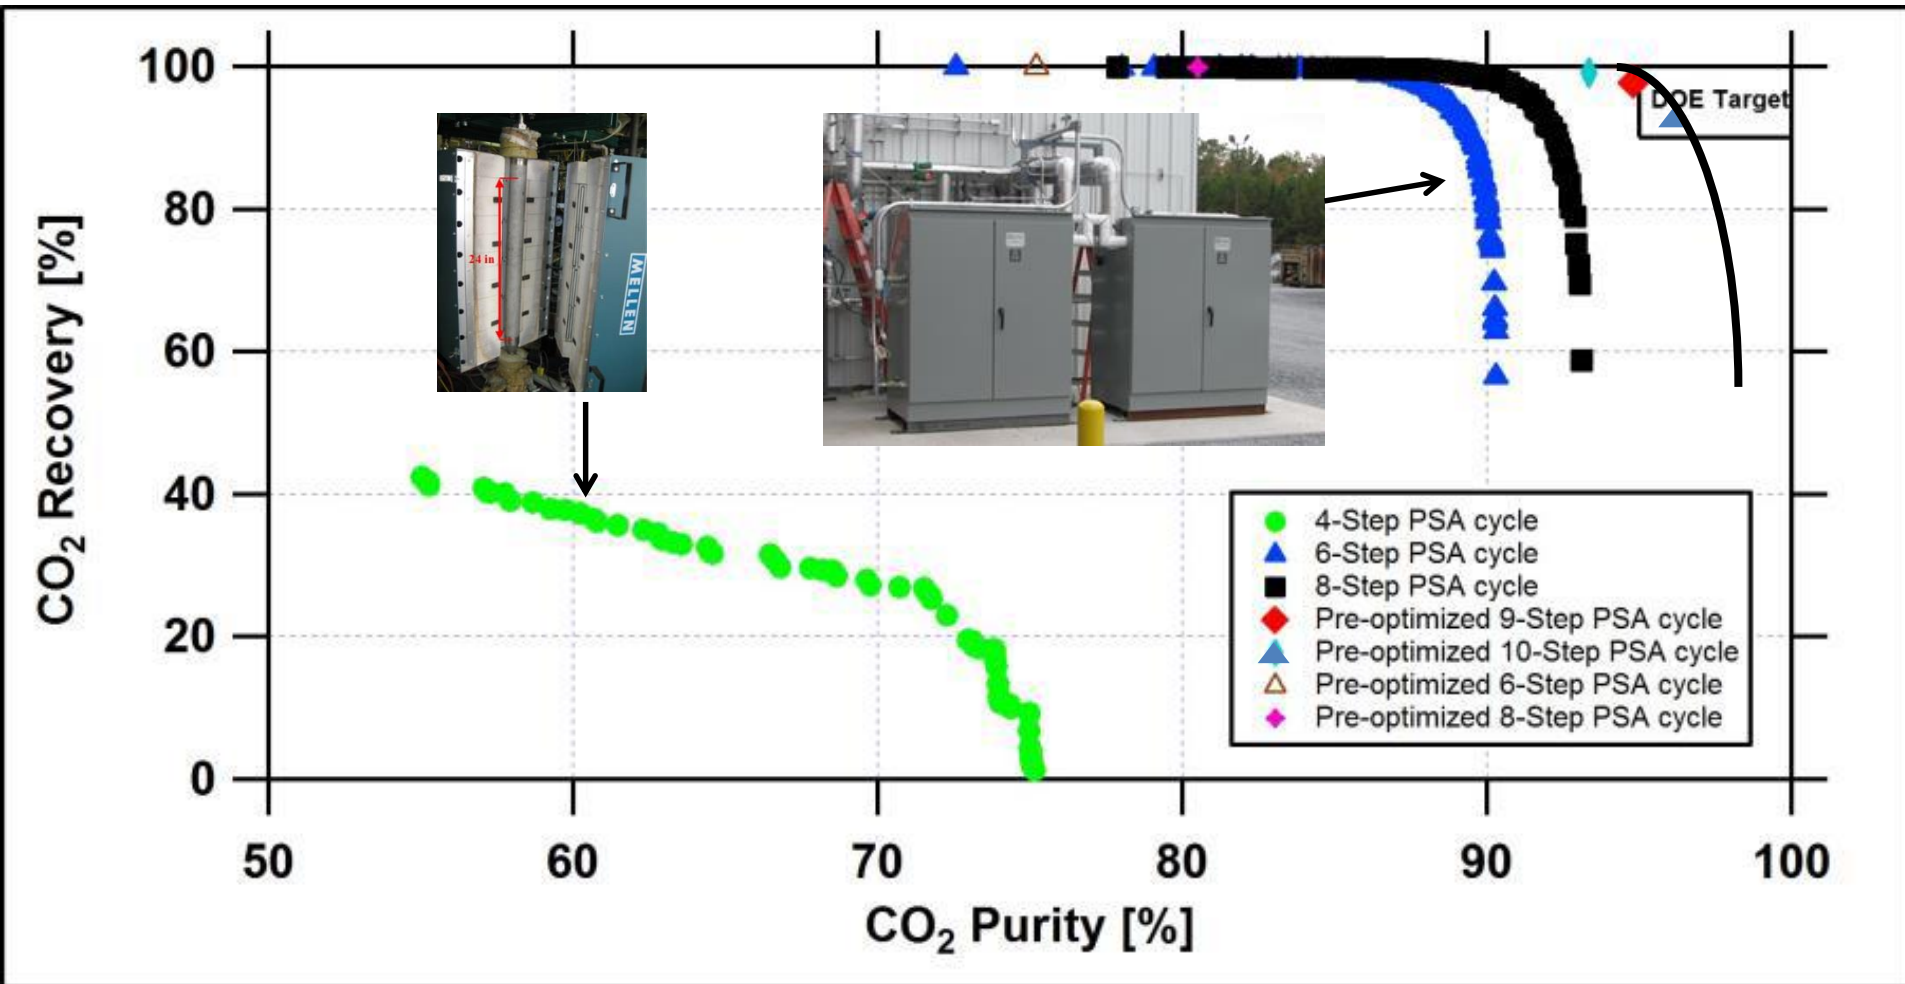 100
80
60
40
20
0
CO₂ Recovery [%]
24 in
MELLEN
DOE Target
4-Step PSA cycle
6-Step PSA cycle
8-Step PSA cycle
Pre-optimized 9-Step PSA cycle
Pre-optimized 10-Step PSA cycle
Pre-optimized 6-Step PSA cycle
Pre-optimized 8-Step PSA cycle
50 60 70 80 90 100
CO₂ Purity [%]